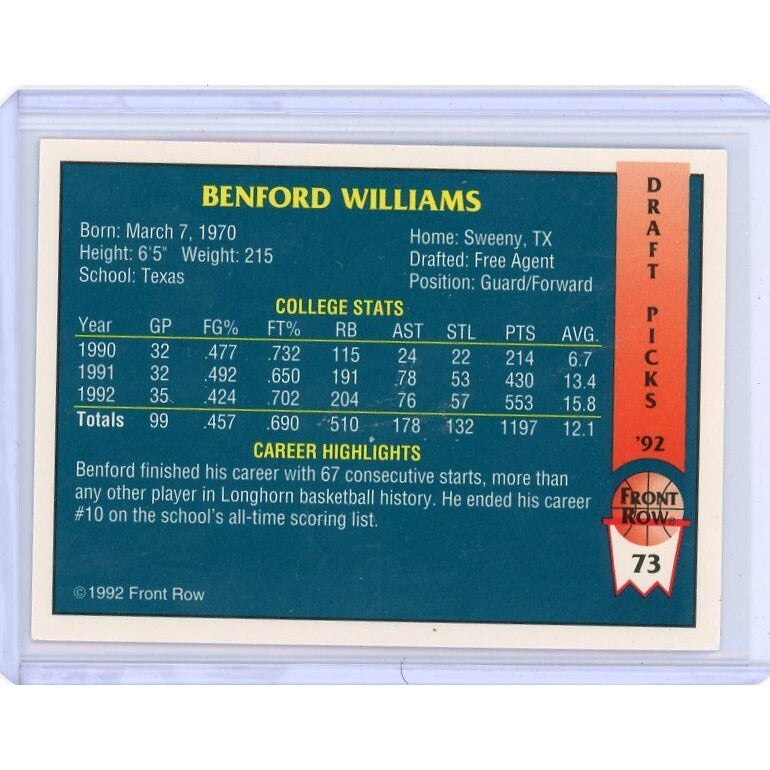 BENFORD WILLIAMS
Born: March 7, 1970
Height: 6'5" Weight: 215
School: Texas
Home: Sweeny, TX
Drafted: Free Agent
Position: Guard/Forward
COLLEGE STATS
Year GP FG% FT% RB AST STL PTS AVG.
1990 32 .477 .732 115 24 22 214 6.7
1991 32 .492 .650 191 78 53 430 13.4
1992 35 .424 .702 204 76 57 553 15.8
Totals 99 .457 .690 510 178 132 1197 12.1
CAREER HIGHLIGHTS
Benford finished his career with 67 consecutive starts, more than
any other player in Longhorn basketball history. He ended his career
#10 on the school's all-time scoring list.
©1992 Front Row
DRAFT PICKS
'92
FRONT
ROW®
73